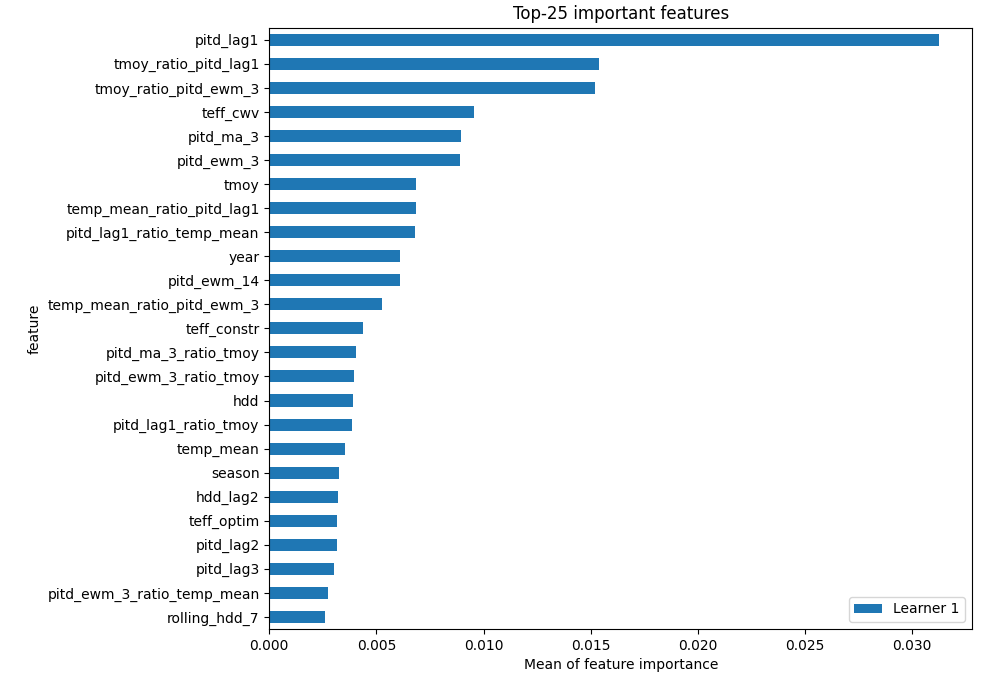 Top-25 important features
pitd_lag1
tmoy_ratio_pitd_lag1
tmoy_ratio_pitd_ewm_3
teff_cwv
pitd_ma_3
pitd_ewm_3
tmoy
temp_mean_ratio_pitd_lag1
pitd_lag1_ratio_temp_mean
year
pitd_ewm_14
temp_mean_ratio_pitd_ewm_3
teff_constr
pitd_ma_3_ratio_tmoy
pitd_ewm_3_ratio_tmoy
hdd
pitd_lag1_ratio_tmoy
temp_mean
season
hdd_lag2
teff_optim
pitd_lag2
pitd_lag3
pitd_ewm_3_ratio_temp_mean
rolling_hdd_7
feature
Learner 1
0.000 0.005 0.010 0.015 0.020 0.025 0.030
Mean of feature importance